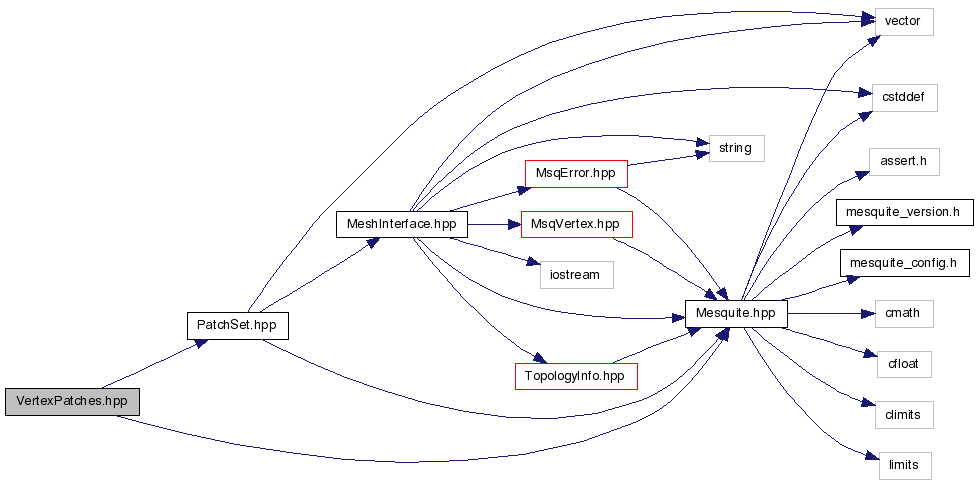 vector
cstddef
string
assert.h
MsqError.hpp
mesquite_version.h
MeshInterface.hpp
MsqVertex.hpp
mesquite_config.h
iostream
Mesquite.hpp
cmath
PatchSet.hpp
cfloat
TopologyInfo.hpp
VertexPatches.hpp
climits
limits